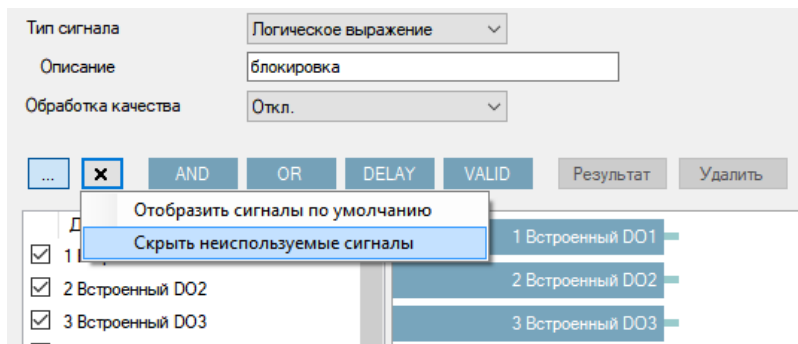 Тип сигнала Логическое выражение
Описание блокировка
Обработка качества Откл.
... AND OR DELAY VALID Результат Удалить
Отобразить сигналы по умолчанию
Скрыть неиспользуемые сигналы
1 Встроенный DO1
2 Встроенный DO2 2 Встроенный DO2
3 Встроенный DO3 3 Встроенный DO3